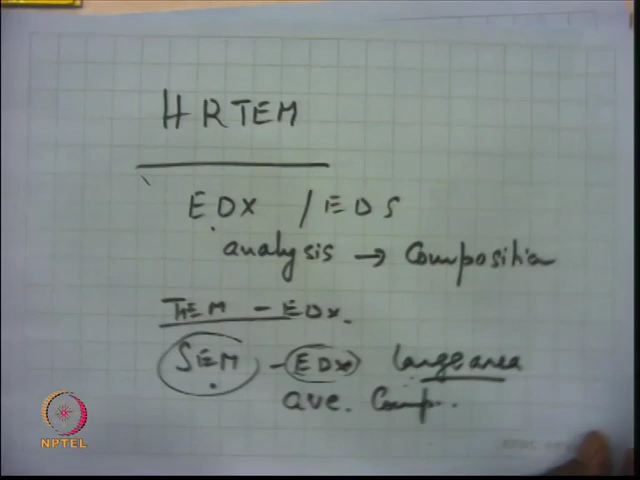 HRTEM
EDX / EDS
analysis → Composition
TEM - EDX.
SEM - EDX large area
ave. Comp.
NPTEL